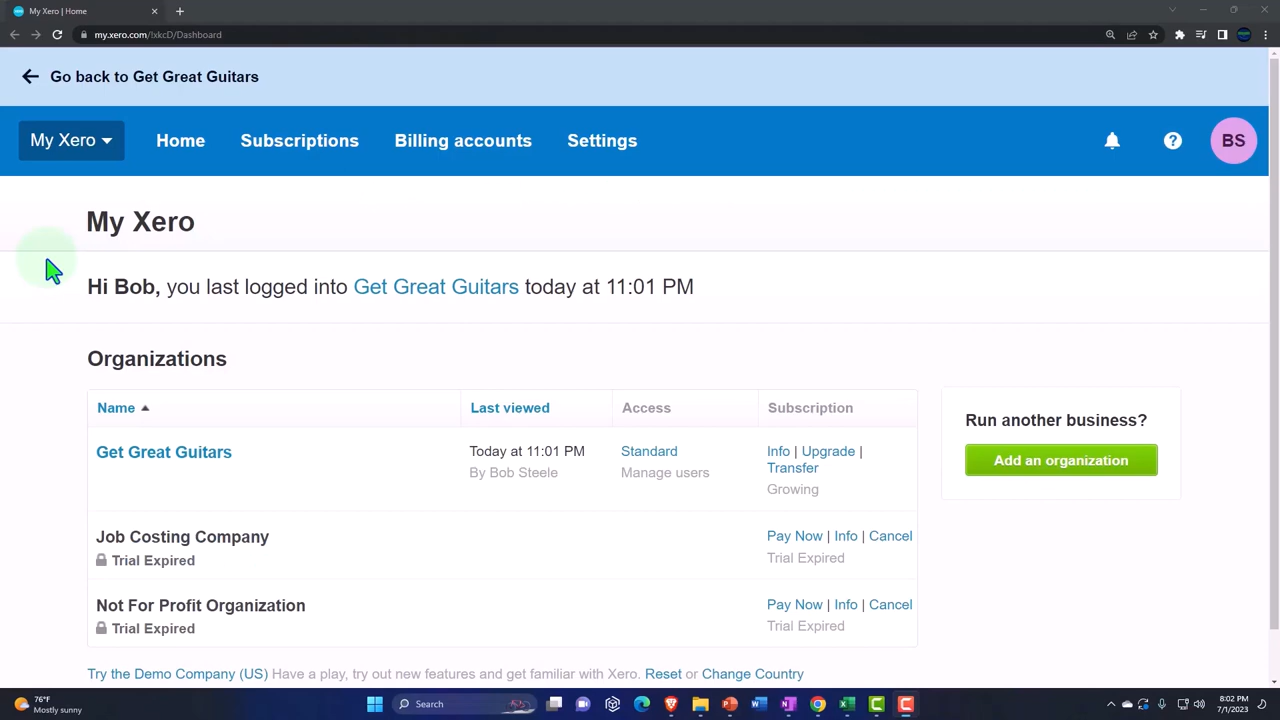 My Xero | Home
my.xero.com/!xkcD/Dashboard
Go back to Get Great Guitars
My Xero
Home
Subscriptions
Billing accounts
Settings
BS
My Xero
Hi Bob, you last logged into Get Great Guitars today at 11:01 PM
Organizations
Name
Last viewed
Access
Subscription
Get Great Guitars
Today at 11:01 PM
By Bob Steele
Standard
Manage users
Info | Upgrade |
Transfer
Growing
Job Costing Company
Trial Expired
Pay Now | Info | Cancel
Trial Expired
Not For Profit Organization
Trial Expired
Pay Now | Info | Cancel
Trial Expired
Run another business?
Add an organization
Try the Demo Company (US) Have a play, try out new features and get familiar with Xero. Reset or Change Country
76°F
Mostly sunny
Search
8:02 PM
7/1/2023